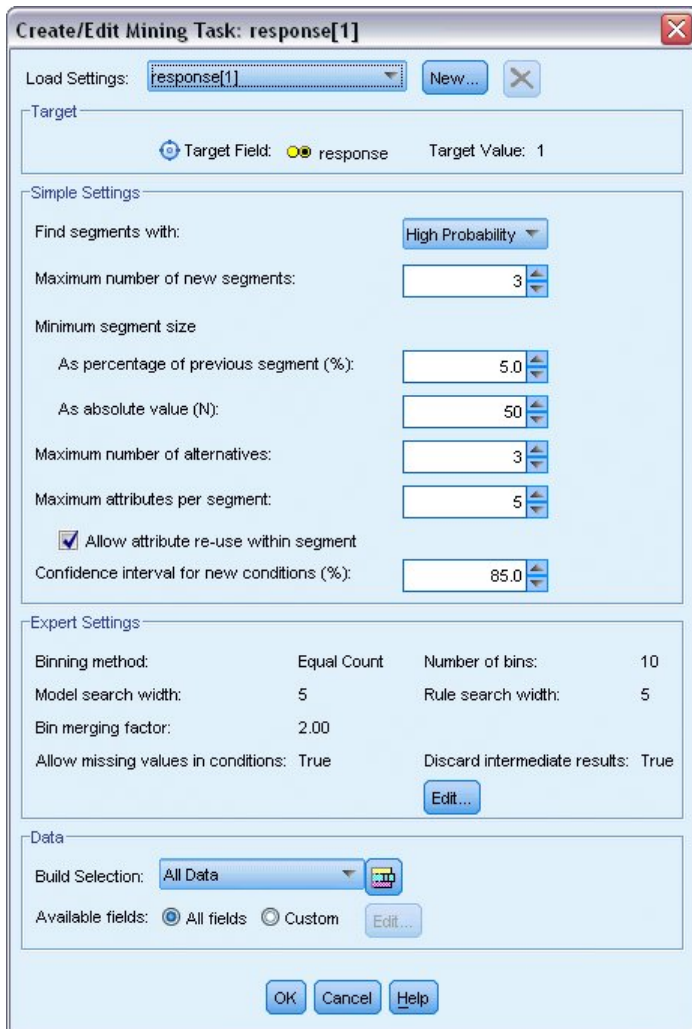 Create/Edit Mining Task: response[1]
Load Settings: response[1] New...
Target
Target Field: response Target Value: 1
Simple Settings
Find segments with: High Probability
Maximum number of new segments: 3
Minimum segment size
As percentage of previous segment (%): 5.0
As absolute value (N): 50
Maximum number of alternatives: 3
Maximum attributes per segment: 5
Allow attribute re-use within segment
Confidence interval for new conditions (%): 85.0
Expert Settings
Binning method: Equal Count Number of bins: 10
Model search width: 5 Rule search width: 5
Bin merging factor: 2.00
Allow missing values in conditions: True Discard intermediate results: True
Edit...
Data
Build Selection: All Data
Available fields: All fields Custom Edit...
OK Cancel Help